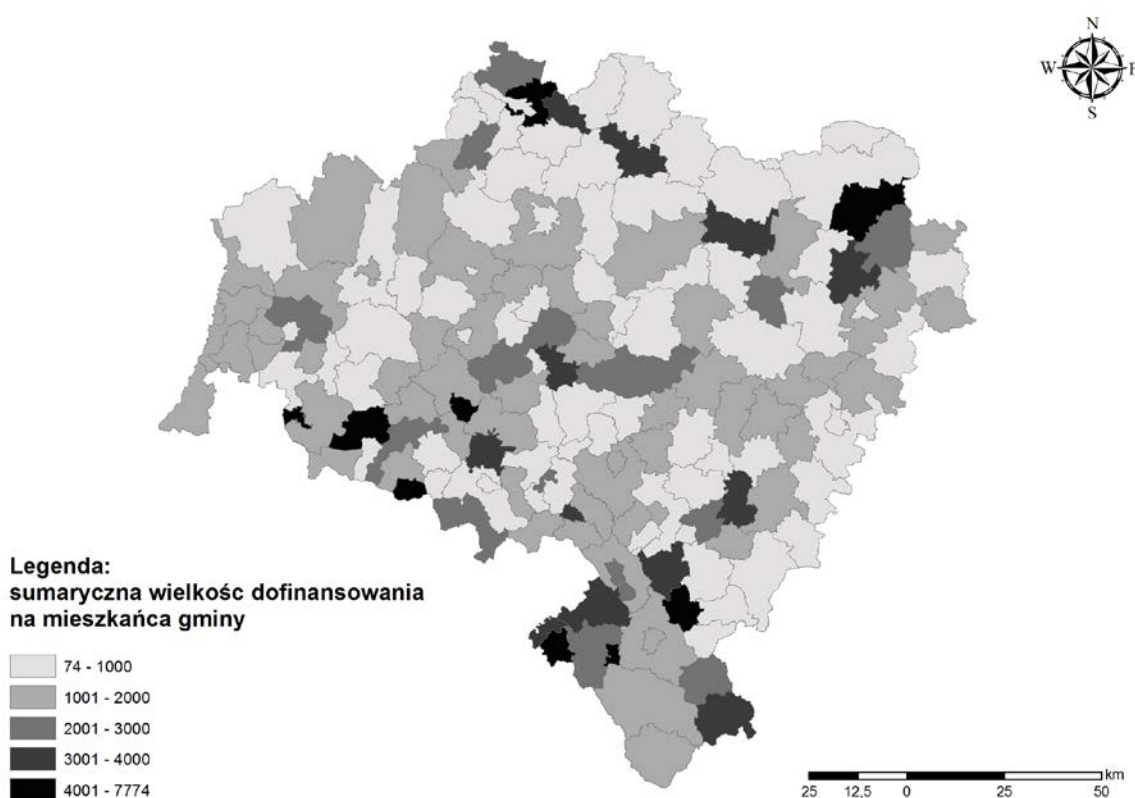 N
W E
S
Legenda:
sumaryczna wielkośc dofinansowania
na mieszkańca gminy
74 - 1000
1001 - 2000
2001 - 3000
3001 - 4000
4001 - 7774
km
25 12,5 0 25 50